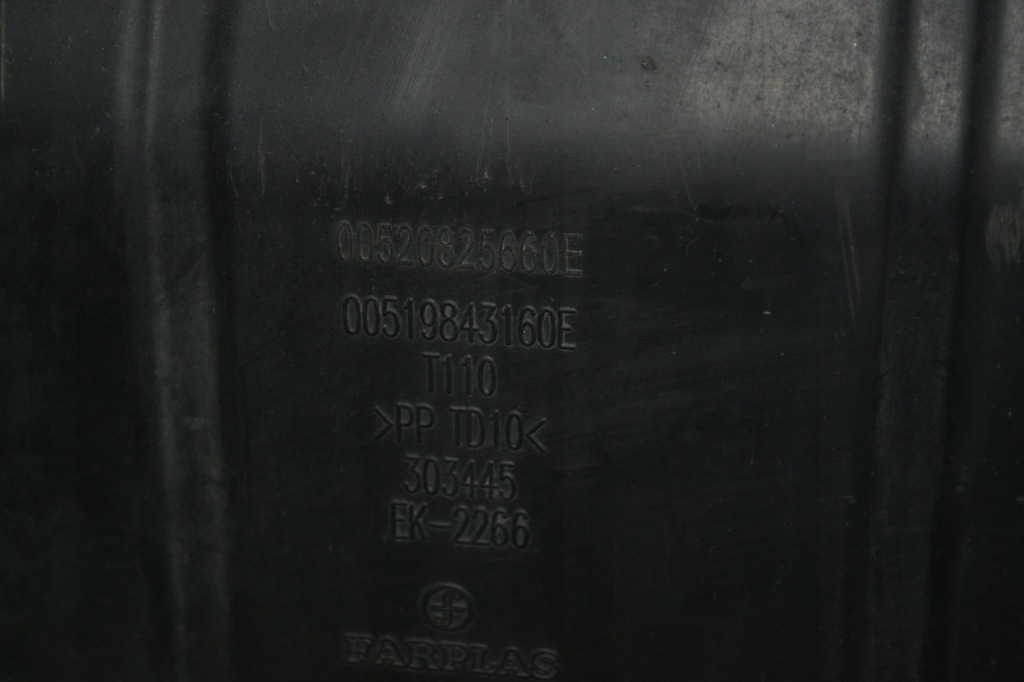 00520825660E
00519843160E
T110
>PP TD10<
303445
EK-2266
FARPLAS